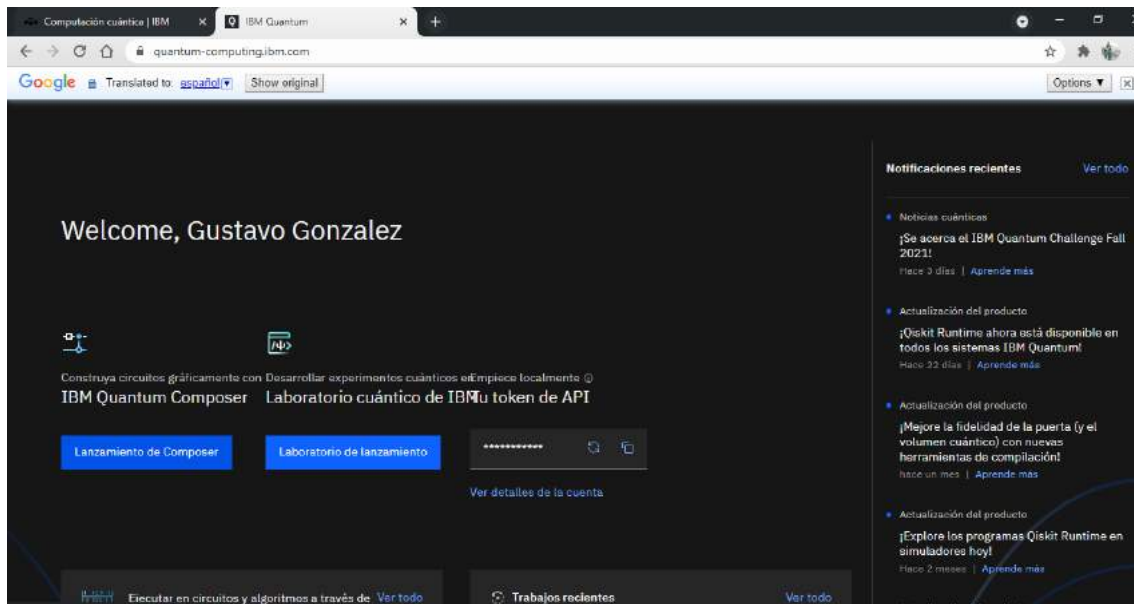 Computación cuántica | IBM
IBM Quantum
quantum-computing.ibm.com
Google Translated to: español Show original Options
Welcome, Gustavo Gonzalez
Construya circuitos gráficamente con
IBM Quantum Composer
Lanzamiento de Composer
Desarrollar experimentos cuánticos en
Laboratorio cuántico de IBM
Laboratorio de lanzamiento
Empiece localmente
Tu token de API
***********
Ver detalles de la cuenta
Ejecutar en circuitos y algoritmos a través de Ver todo
Trabajos recientes Ver todo
Notificaciones recientes Ver todo
Noticias cuánticas
¡Se acerca el IBM Quantum Challenge Fall
2021!
Hace 3 días | Aprende más
Actualización del producto
¡Qiskit Runtime ahora está disponible en
todos los sistemas IBM Quantum!
Hace 22 días | Aprende más
Actualización del producto
¡Mejore la fidelidad de la puerta (y el
volumen cuántico) con nuevas
herramientas de compilación!
hace un mes | Aprende más
Actualización del producto
¡Explore los programas Qiskit Runtime en
simuladores hoy!
Hace 2 meses | Aprende más